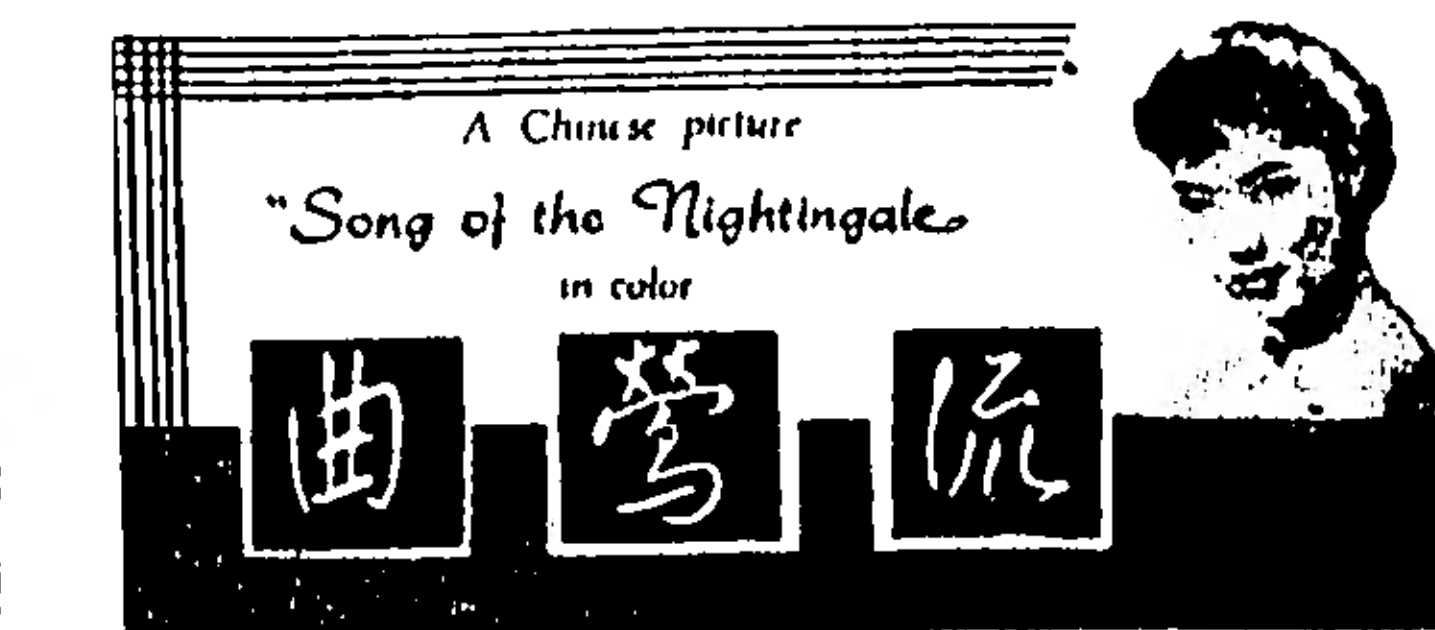 A Chinese picture
"Song of the Nightingale
in color
流鶯曲